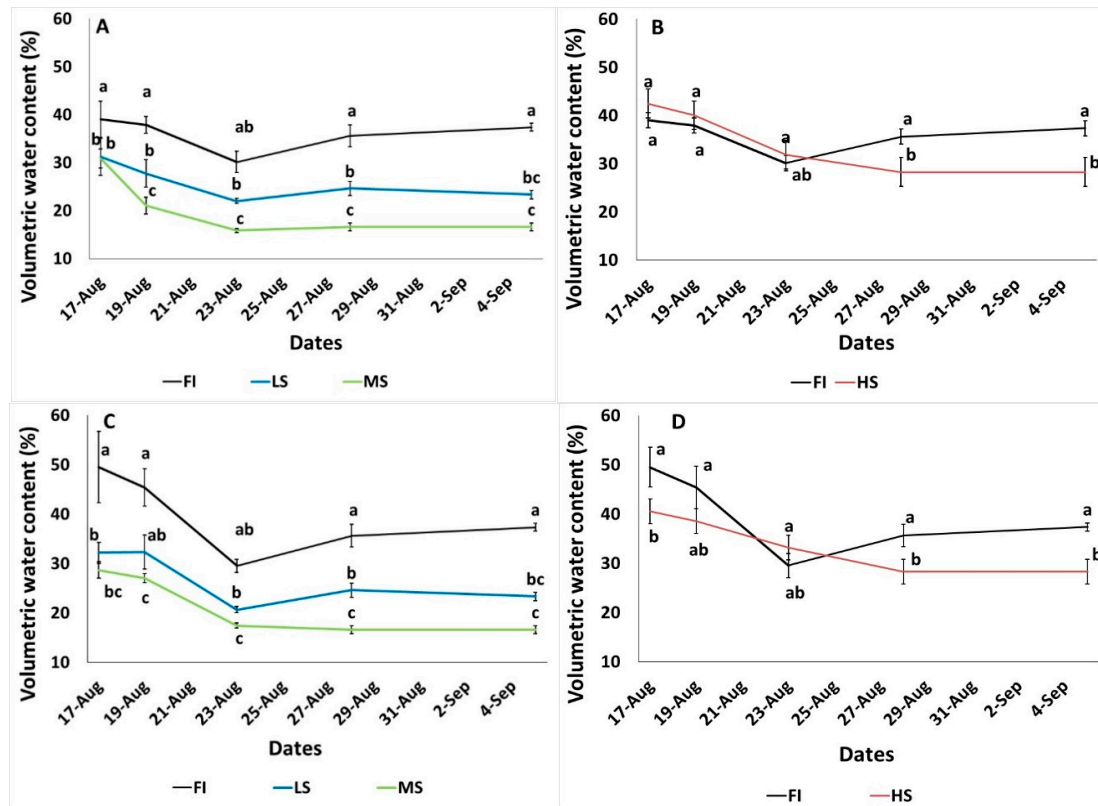 A
Volumetric water content (%)
60
50
40
30
20
10
a
a
ab
a
a
b
b
b
b
b
bc
c
c
c
c
17-Aug
19-Aug
21-Aug
23-Aug
25-Aug
27-Aug
29-Aug
31-Aug
2-Sep
4-Sep
Dates
FI
LS
MS
B
Volumetric water content (%)
60
50
40
30
20
10
a
a
a
a
a
a
a
ab
b
b
17-Aug
19-Aug
21-Aug
23-Aug
25-Aug
27-Aug
29-Aug
31-Aug
2-Sep
4-Sep
Dates
FI
HS
C
Volumetric water content (%)
60
50
40
30
20
10
a
a
ab
a
a
b
ab
b
b
bc
bc
c
c
c
c
17-Aug
19-Aug
21-Aug
23-Aug
25-Aug
27-Aug
29-Aug
31-Aug
2-Sep
4-Sep
Dates
FI
LS
MS
D
Volumetric water content (%)
60
50
40
30
20
10
a
a
a
a
a
b
ab
ab
b
b
17-Aug
19-Aug
21-Aug
23-Aug
25-Aug
27-Aug
29-Aug
31-Aug
2-Sep
4-Sep
Dates
FI
HS